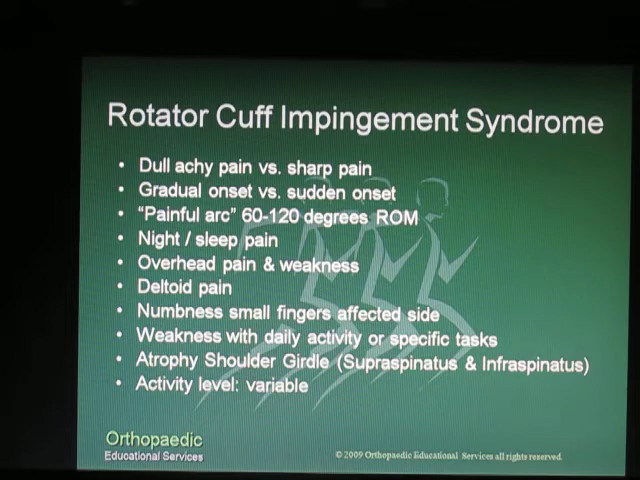 Rotator Cuff Impingement Syndrome
• Dull achy pain vs. sharp pain
• Gradual onset vs. sudden onset
• "Painful arc" 60-120 degrees ROM
• Night / sleep pain
• Overhead pain & weakness
• Deltoid pain
• Numbness small fingers affected side
• Weakness with daily activity or specific tasks
• Atrophy Shoulder Girdle (Supraspinatus & Infraspinatus)
• Activity level: variable
Orthopaedic
Educational Services
© 2009 Orthopaedic Educational Services all rights reserved